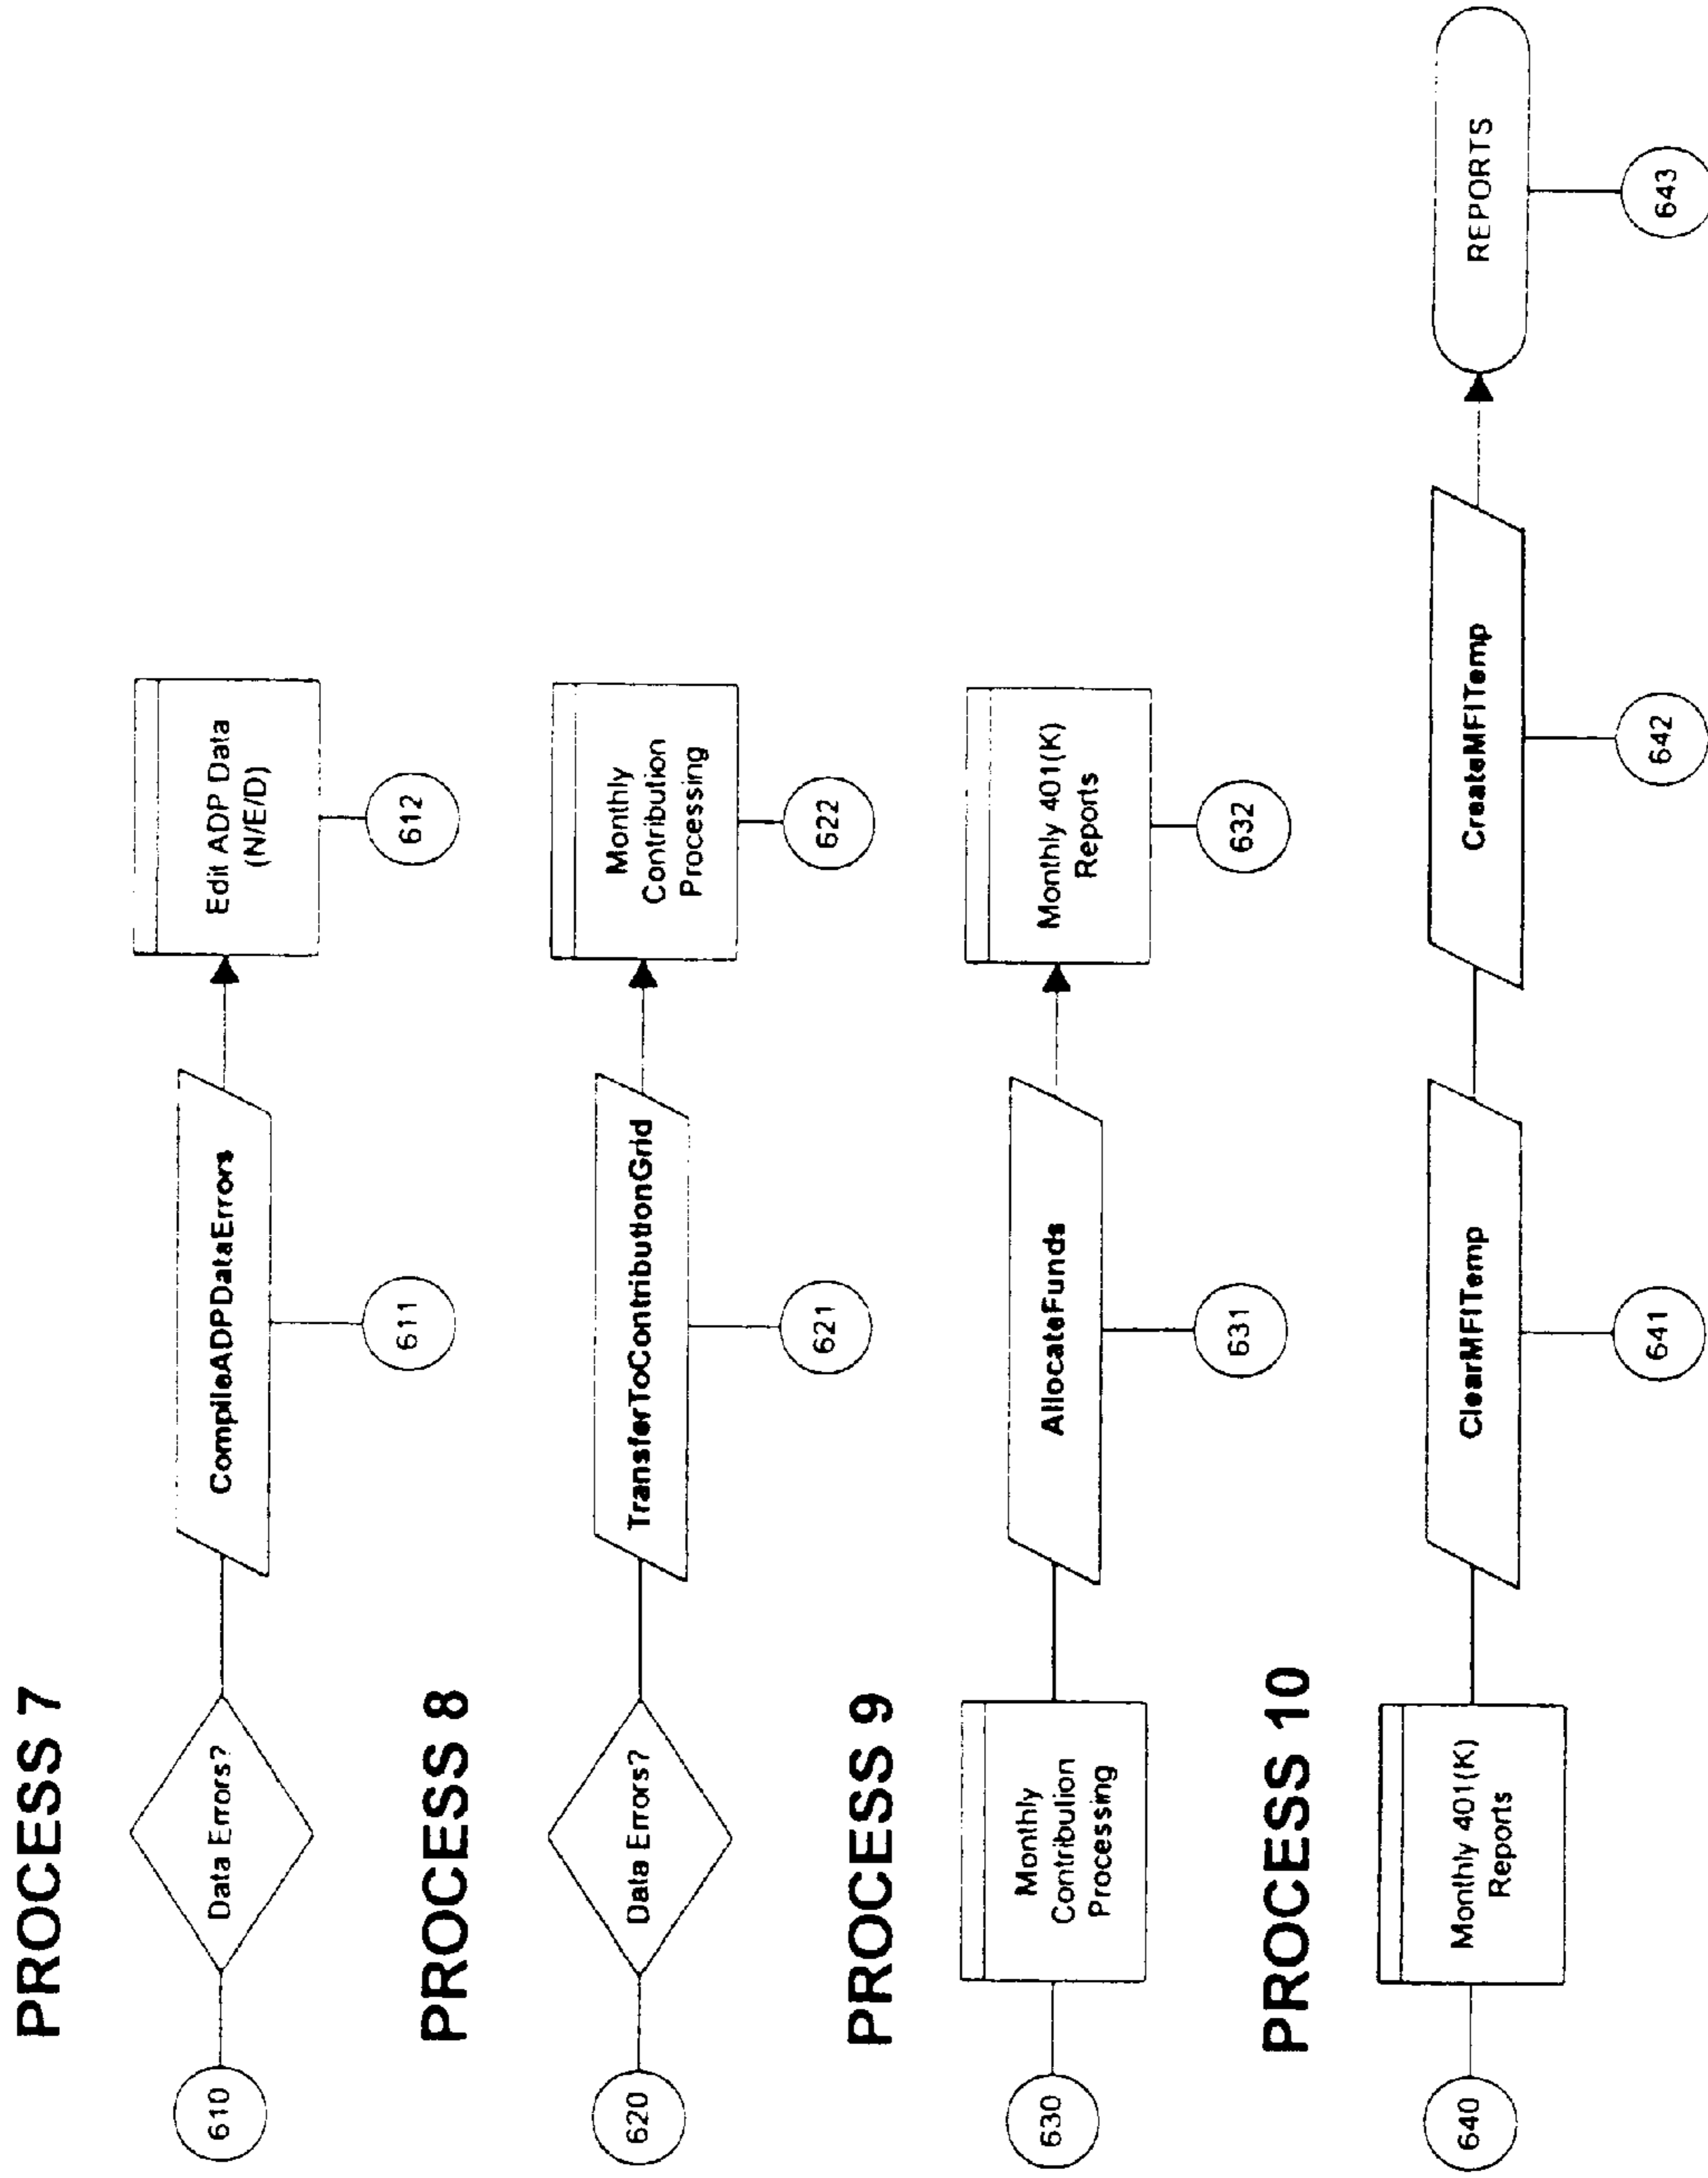 PROCESS 7
610
Data Errors?
CompileADPDataErrors
611
Edit ADP Data
(N/E/D)
612
PROCESS 8
620
Data Errors?
TransferToContributionGrid
621
Monthly
Contribution
Processing
622
PROCESS 9
630
Monthly
Contribution
Processing
AllocateFunds
631
Monthly 401(K)
Reports
632
PROCESS 10
640
Monthly 401(K)
Reports
ClearMFITemp
641
CreateMFITemp
642
REPORTS
643